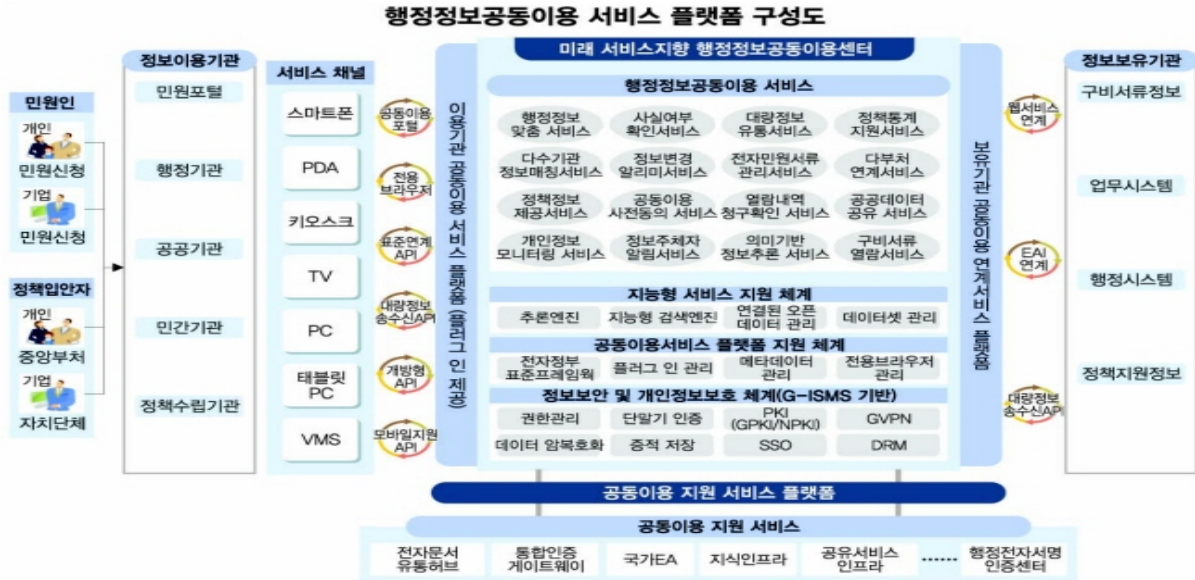 행정정보공동이용 서비스 플랫폼 구성도
민원인
개인
민원신청
기업
민원신청
정책입안자
개인
중앙부처
기업
자치단체
정보이용기관
민원포털
행정기관
공공기관
민간기관
정책수립기관
서비스 채널
스마트폰
PDA
키오스크
TV
PC
태블릿
PC
VMS
공동이용
포털
전용
브라우저
표준연계
API
대량정보
송수신API
개방형
API
모바일지원
API
이용기관 공동이용 서비스 플랫폼 (플러그 인 제공)
미래 서비스지향 행정정보공동이용센터
행정정보공동이용 서비스
행정정보
맞춤 서비스
사실여부
확인서비스
대량정보
유통서비스
정책통계
지원서비스
다수기관
정보매칭서비스
정보변경
알리미서비스
전자민원서류
관리서비스
다부처
연계서비스
정책정보
제공서비스
공동이용
사전동의 서비스
열람내역
청구확인 서비스
공공데이터
공유 서비스
개인정보
모니터링 서비스
정보주체자
알림서비스
의미기반
정보추론 서비스
구비서류
열람서비스
지능형 서비스 지원 체계
추론엔진
지능형 검색엔진
연결된 오픈
데이터 관리
데이터셋 관리
공동이용서비스 플랫폼 지원 체계
전자정부
표준프레임웍
플러그 인 관리
메타데이터
관리
전용브라우저
관리
정보보안 및 개인정보보호 체계(G-ISMS 기반)
권한관리
단말기 인증
PKI
(GPKI/NPKI)
GVPN
데이터 암복호화
증적 저장
SSO
DRM
보유기관 공동이용 연계서비스 플랫폼
웹서비스
연계
EAI
연계
대량정보
송수신API
정보보유기관
구비서류정보
업무시스템
행정시스템
정책지원정보
공동이용 지원 서비스 플랫폼
공동이용 지원 서비스
전자문서
유통허브
통합인증
게이트웨이
국가EA
지식인프라
공유서비스
인프라
......
행정전자서명
인증센터